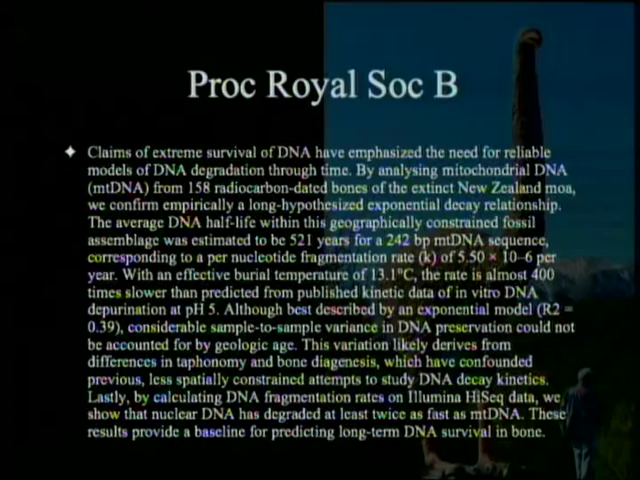 Proc Royal Soc B
Claims of extreme survival of DNA have emphasized the need for reliable
models of DNA degradation through time. By analysing mitochondrial DNA
(mtDNA) from 158 radiocarbon-dated bones of the extinct New Zealand moa,
we confirm empirically a long-hypothesized exponential decay relationship.
The average DNA half-life within this geographically constrained fossil
assemblage was estimated to be 521 years for a 242 bp mtDNA sequence,
corresponding to a per nucleotide fragmentation rate (k) of 5.50 × 10–6 per
year. With an effective burial temperature of 13.1°C, the rate is almost 400
times slower than predicted from published kinetic data of in vitro DNA
depurination at pH 5. Although best described by an exponential model (R2 =
0.39), considerable sample-to-sample variance in DNA preservation could not
be accounted for by geologic age. This variation likely derives from
differences in taphonomy and bone diagenesis, which have confounded
previous, less spatially constrained attempts to study DNA decay kinetics.
Lastly, by calculating DNA fragmentation rates on Illumina HiSeq data, we
show that nuclear DNA has degraded at least twice as fast as mtDNA. These
results provide a baseline for predicting long-term DNA survival in bone.